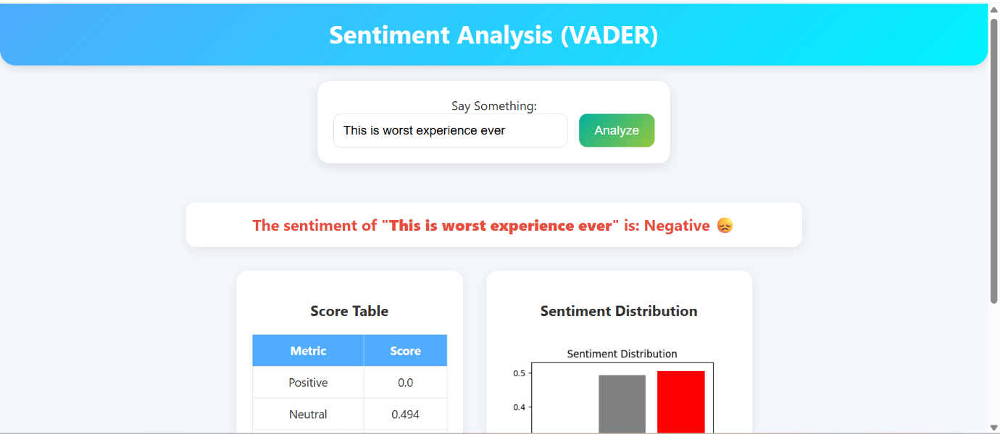 Sentiment Analysis (VADER)
Say Something:
This is worst experience ever
Analyze
The sentiment of "This is worst experience ever" is: Negative 😞
Score Table
Metric Score
Positive 0.0
Neutral 0.494
Sentiment Distribution
Sentiment Distribution
0.5
0.4